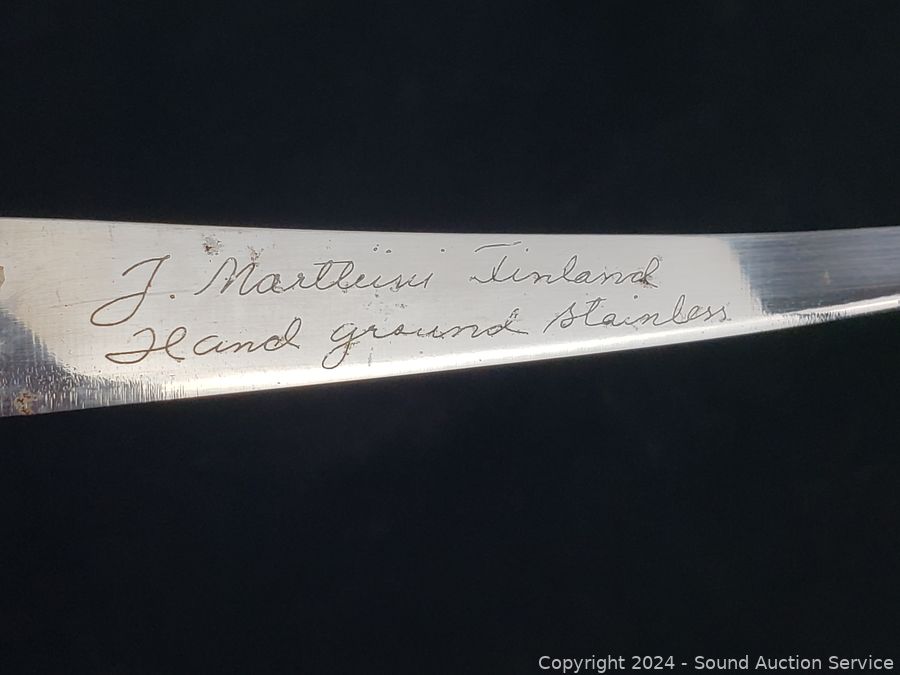 J. Marttiini Finland
Hand ground stainless
Copyright 2024 - Sound Auction Service